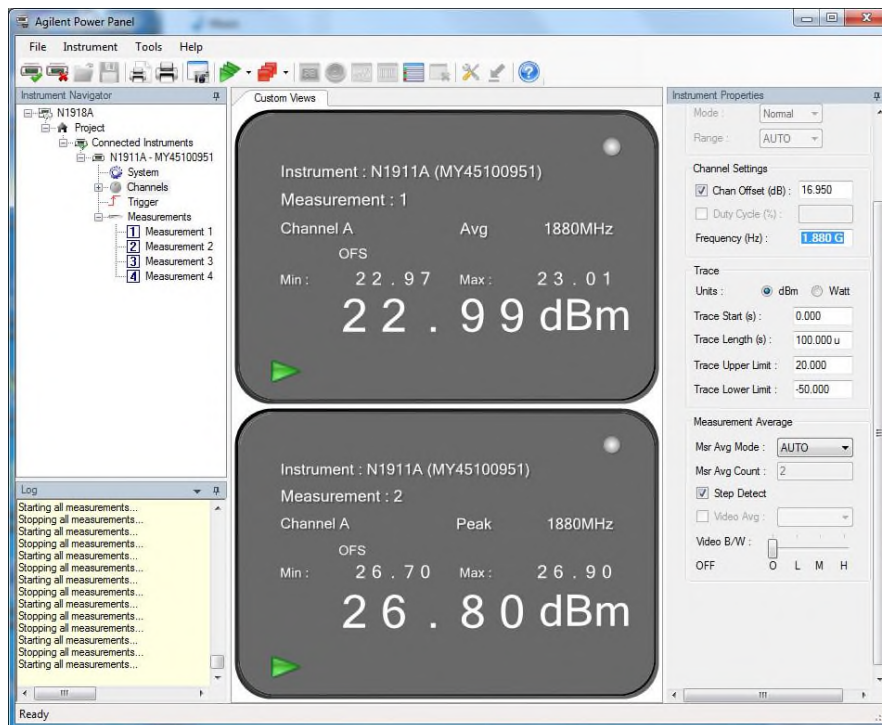 Agilent Power Panel
File Instrument Tools Help
Instrument Navigator
N1918A
Project
Connected Instruments
N1911A - MY45100951
System
Channels
Trigger
Measurements
1 Measurement 1
2 Measurement 2
3 Measurement 3
4 Measurement 4
Log
Starting all measurements...
Stopping all measurements...
Starting all measurements...
Stopping all measurements...
Starting all measurements...
Stopping all measurements...
Starting all measurements...
Starting all measurements...
Starting all measurements...
Stopping all measurements...
Stopping all measurements...
Starting all measurements...
Stopping all measurements...
Starting all measurements...
Custom Views
Instrument : N1911A (MY45100951)
Measurement : 1
Channel A Avg 1880MHz
OFS
Min : 22.97 Max : 23.01
22.99 dBm
Instrument : N1911A (MY45100951)
Measurement : 2
Channel A Peak 1880MHz
OFS
Min : 26.70 Max : 26.90
26.80 dBm
Instrument Properties
Mode : Normal
Range : AUTO
Channel Settings
Chan Offset (dB) : 16.950
Duty Cycle (%) :
Frequency (Hz) : 1.880 G
Trace
Units : dBm Watt
Trace Start (s) : 0.000
Trace Length (s) : 100.000 u
Trace Upper Limit : 20.000
Trace Lower Limit : -50.000
Measurement Average
Msr Avg Mode : AUTO
Msr Avg Count : 2
Step Detect
Video Avg :
Video B/W :
OFF O L M H
Ready